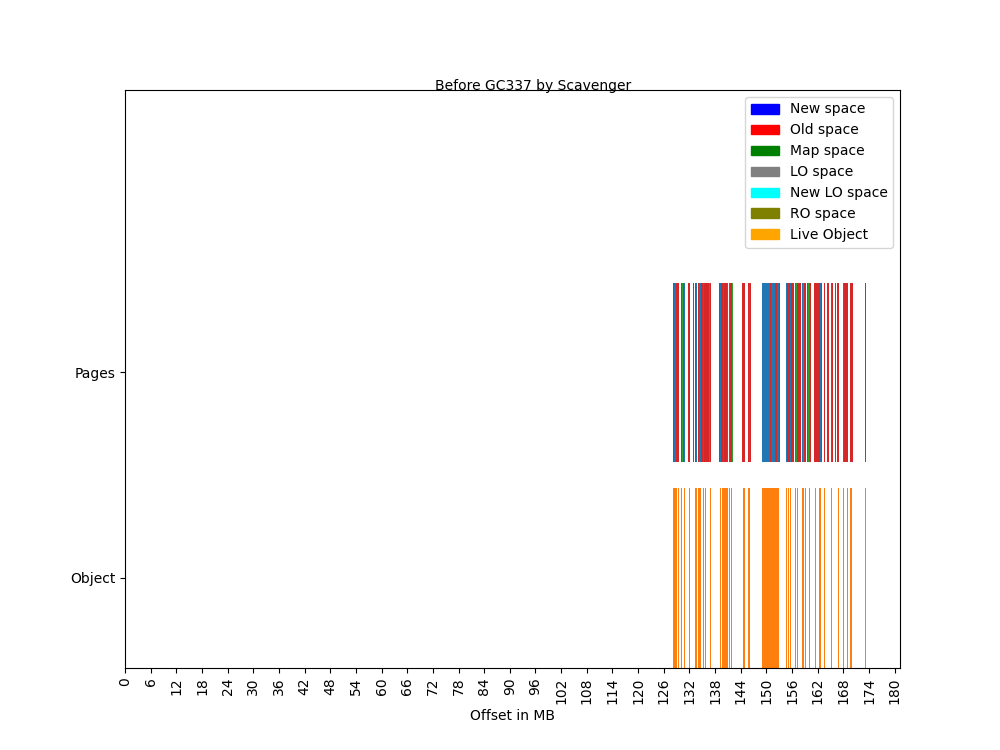 Before GC337 by Scavenger
New space
Old space
Map space
LO space
New LO space
RO space
Live Object
Pages
Object
0 6 12 18 24 30 36 42 48 54 60 66 72 78 84 90 96 102 108 114 120 126 132 138 144 150 156 162 168 174 180
Offset in MB